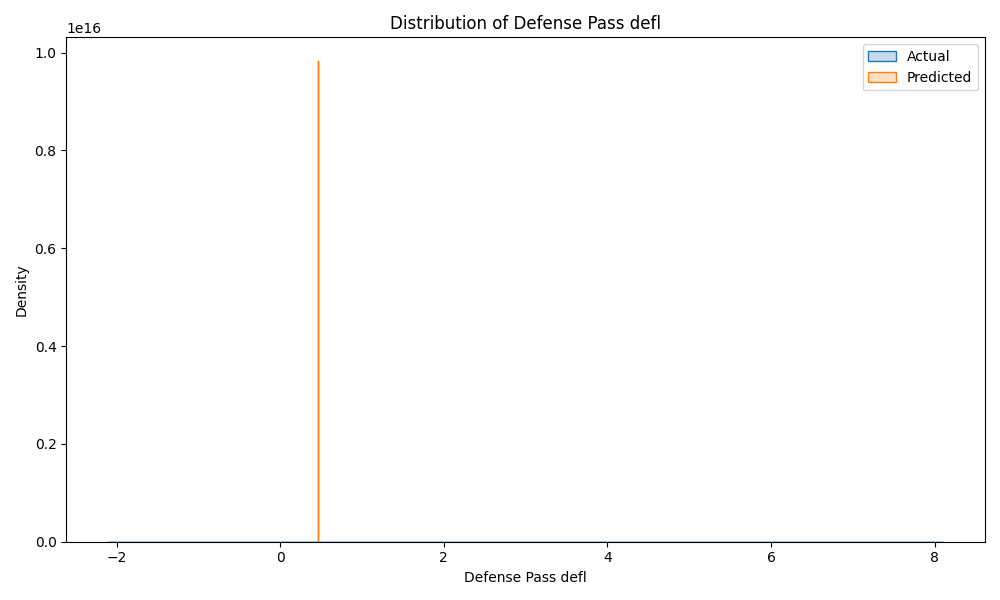 Distribution of Defense Pass defl
1e16
Actual
Predicted
1.0
0.8
0.6
0.4
0.2
0.0
Density
−2
0
2
4
6
8
Defense Pass defl